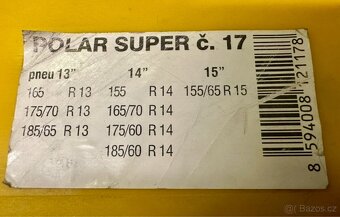 POLAR SUPER č. 17
pneu 13" 14" 15"
165 R 13 155 R 14 155/65 R 15
175/70 R 13 165/70 R 14
185/65 R 13 175/60 R 14
185/60 R 14
8 594008 121178
Bazos.cz